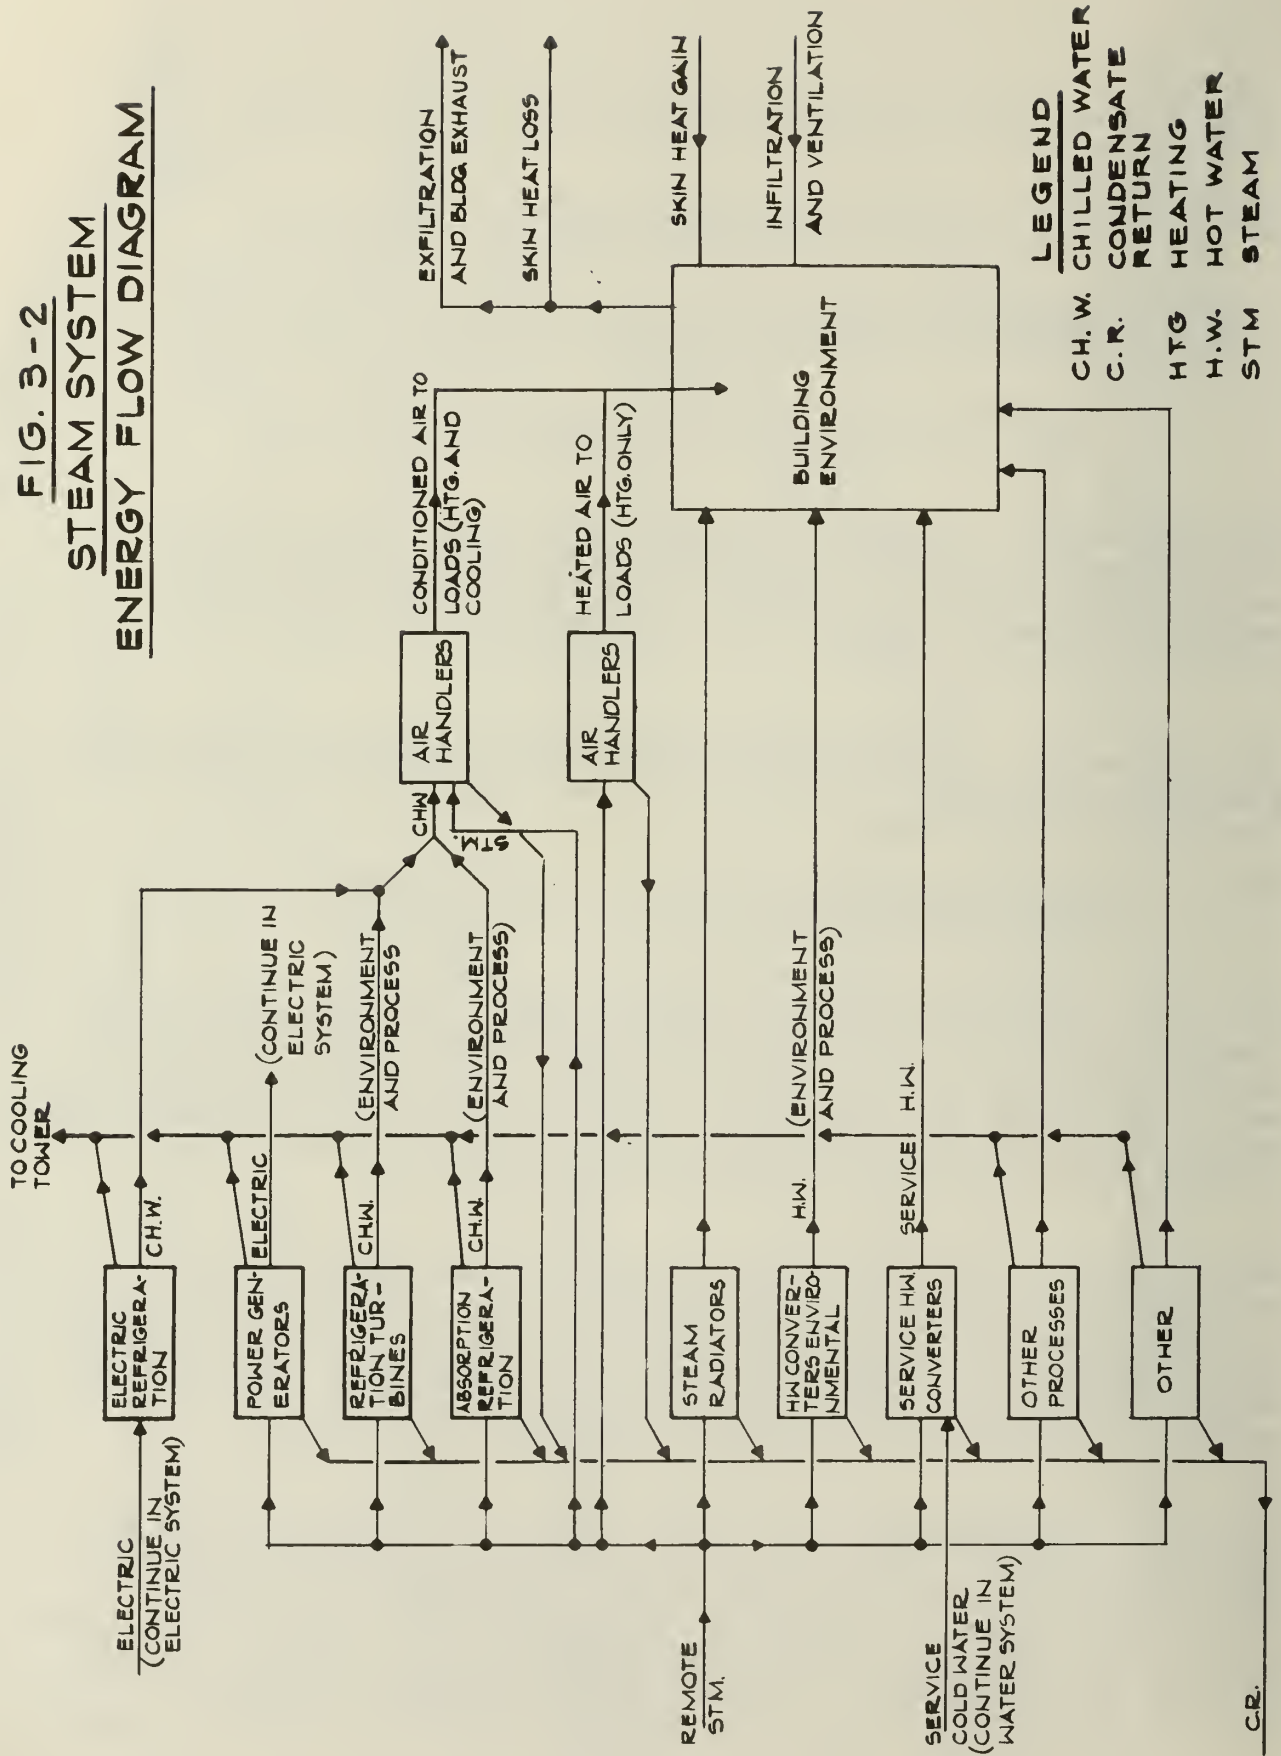 FIG. 3-2
STEAM SYSTEM
ENERGY FLOW DIAGRAM
TO COOLING
TOWER
ELECTRIC
(CONTINUE IN
ELECTRIC SYSTEM)
ELECTRIC
REFRIGERA-
TION
CH.W.
POWER GEN-
ERATORS
ELECTRIC
(CONTINUE IN
ELECTRIC
SYSTEM)
REFRIGERA-
TION TUR-
BINES
CH.W.
(ENVIRONMENT
AND PROCESS
ABSORPTION
REFRIGERA-
TION
CH.W.
(ENVIRONMENT
AND PROCESS)
CHW
STM.
AIR
HANDLERS
CONDITIONED AIR TO
LOADS (HTG. AND
COOLING)
AIR
HANDLERS
HEATED AIR TO
LOADS (HTG. ONLY)
EXFILTRATION
AND BLDG. EXHAUST
SKIN HEAT LOSS
SKIN HEAT GAIN
INFILTRATION
AND VENTILATION
BUILDING
ENVIRONMENT
REMOTE
STM.
STEAM
RADIATORS
HW CONVER-
TERS ENVIRO-
NMENTAL
H.W.
(ENVIRONMENT
AND PROCESS)
SERVICE
COLD WATER
(CONTINUE IN
WATER SYSTEM)
SERVICE HW.
CONVERTERS
SERVICE H.W.
OTHER
PROCESSES
OTHER
C.R.
LEGEND
CH. W. CHILLED WATER
C.R. CONDENSATE
RETURN
HTG HEATING
H.W. HOT WATER
STM STEAM